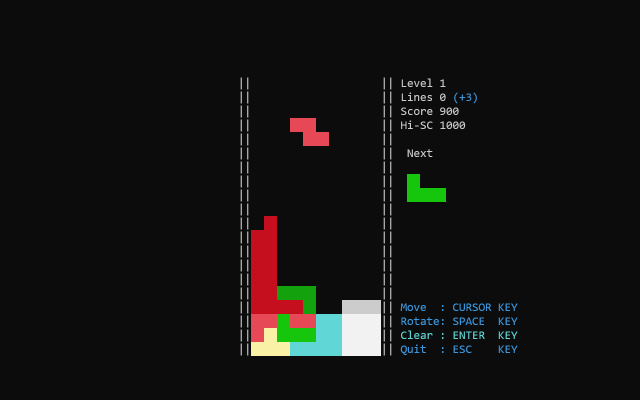 Level 1
Lines 0 (+3)
Score 900
Hi-SC 1000
Next
Move  : CURSOR KEY
Rotate: SPACE  KEY
Clear : ENTER  KEY
Quit  : ESC    KEY